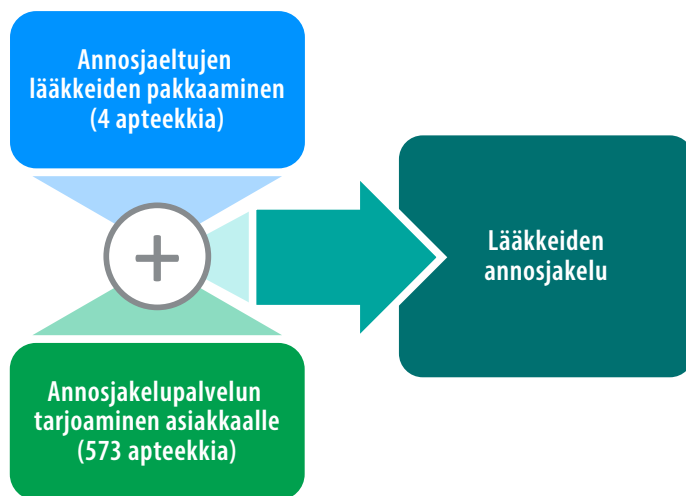 Annosjaeltujen
lääkkeiden pakkaaminen
(4 apteekkia)
+
Lääkkeiden
annosjakelu
Annosjakelupalvelun
tarjoaminen asiakkaalle
(573 apteekkia)